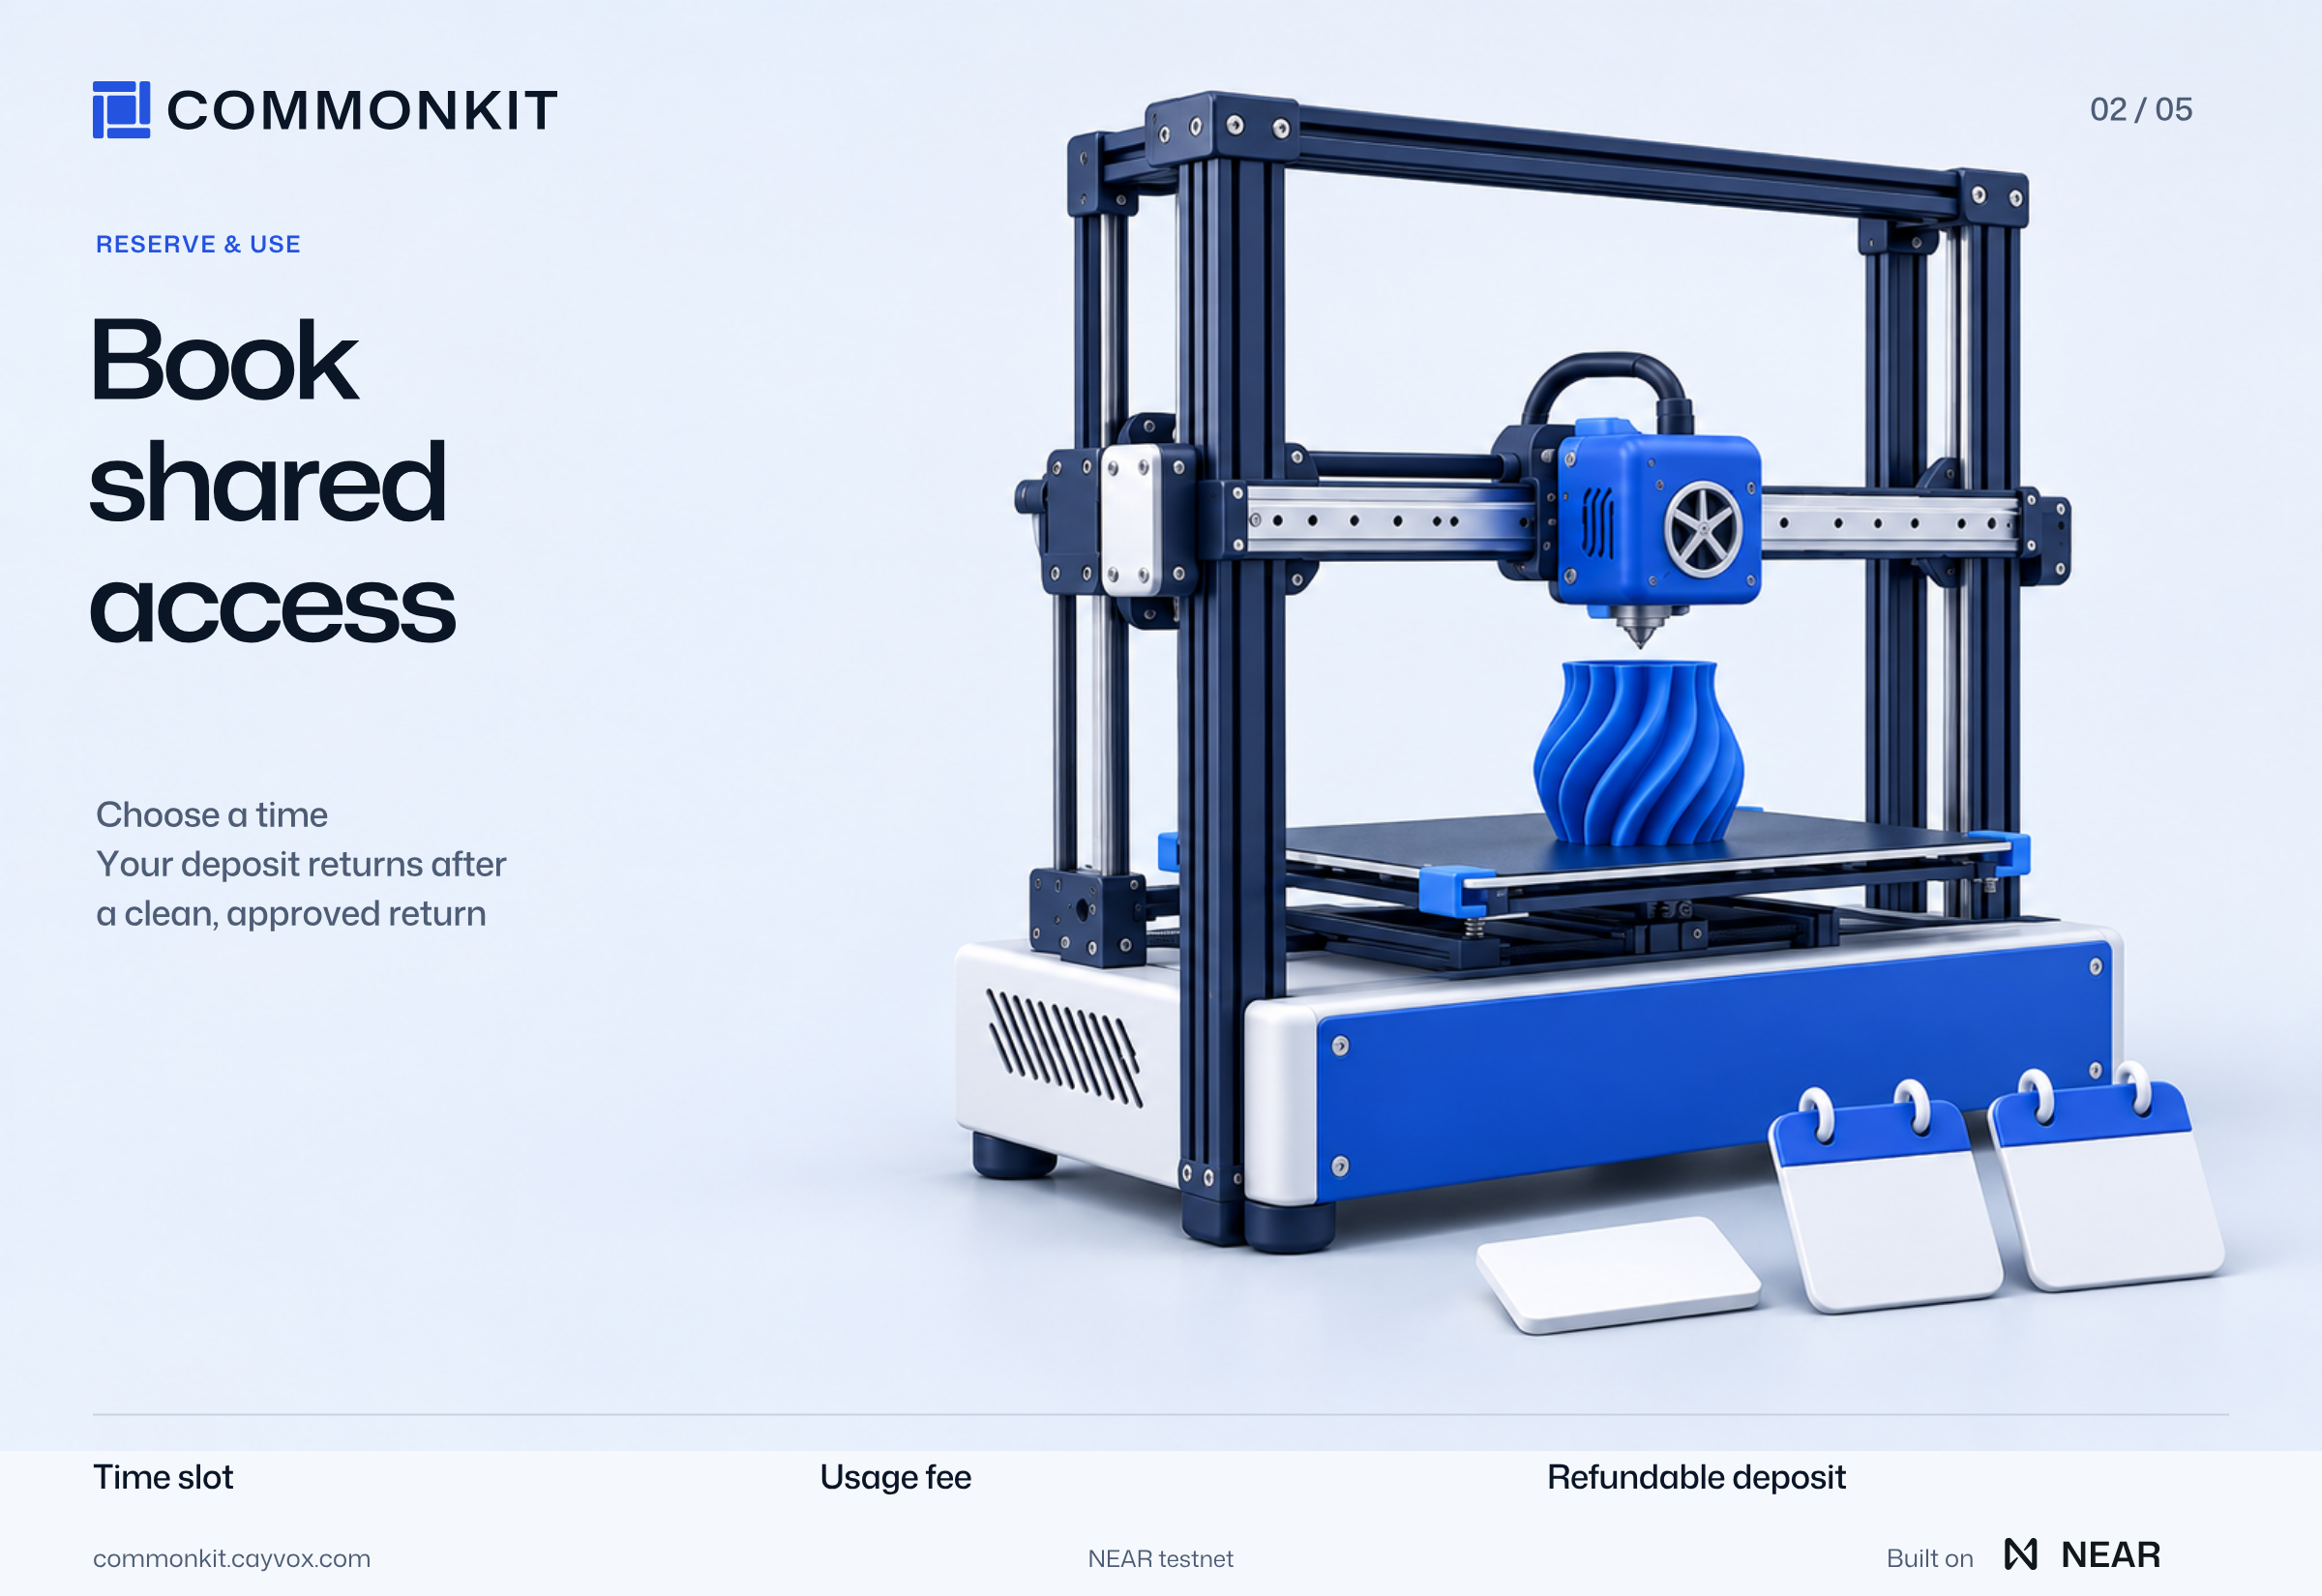 COMMONKIT
02 / 05
RESERVE & USE
Book
shared
access
Choose a time
Your deposit returns after
a clean, approved return
Time slot
Usage fee
Refundable deposit
commonkit.cayvox.com
NEAR testnet
Built on NEAR